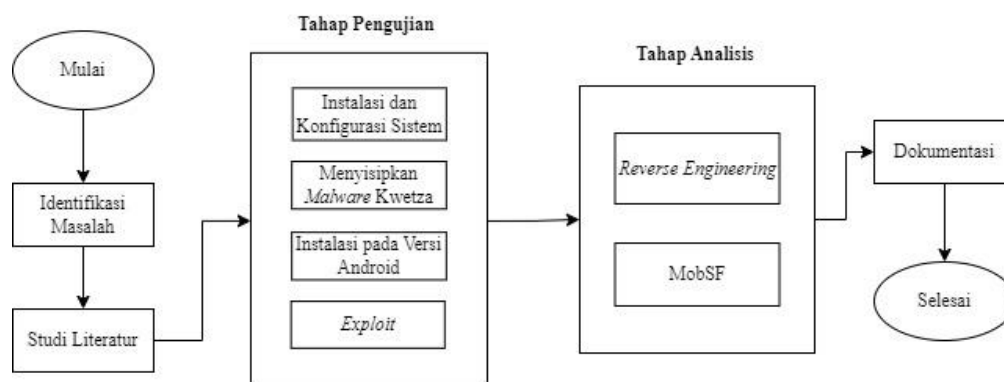 Mulai
Identifikasi
Masalah
Studi Literatur
Tahap Pengujian
Instalasi dan
Konfigurasi Sistem
Menyisipkan
Malware Kwetza
Instalasi pada Versi
Android
Exploit
Tahap Analisis
Reverse Engineering
MobSF
Dokumentasi
Selesai